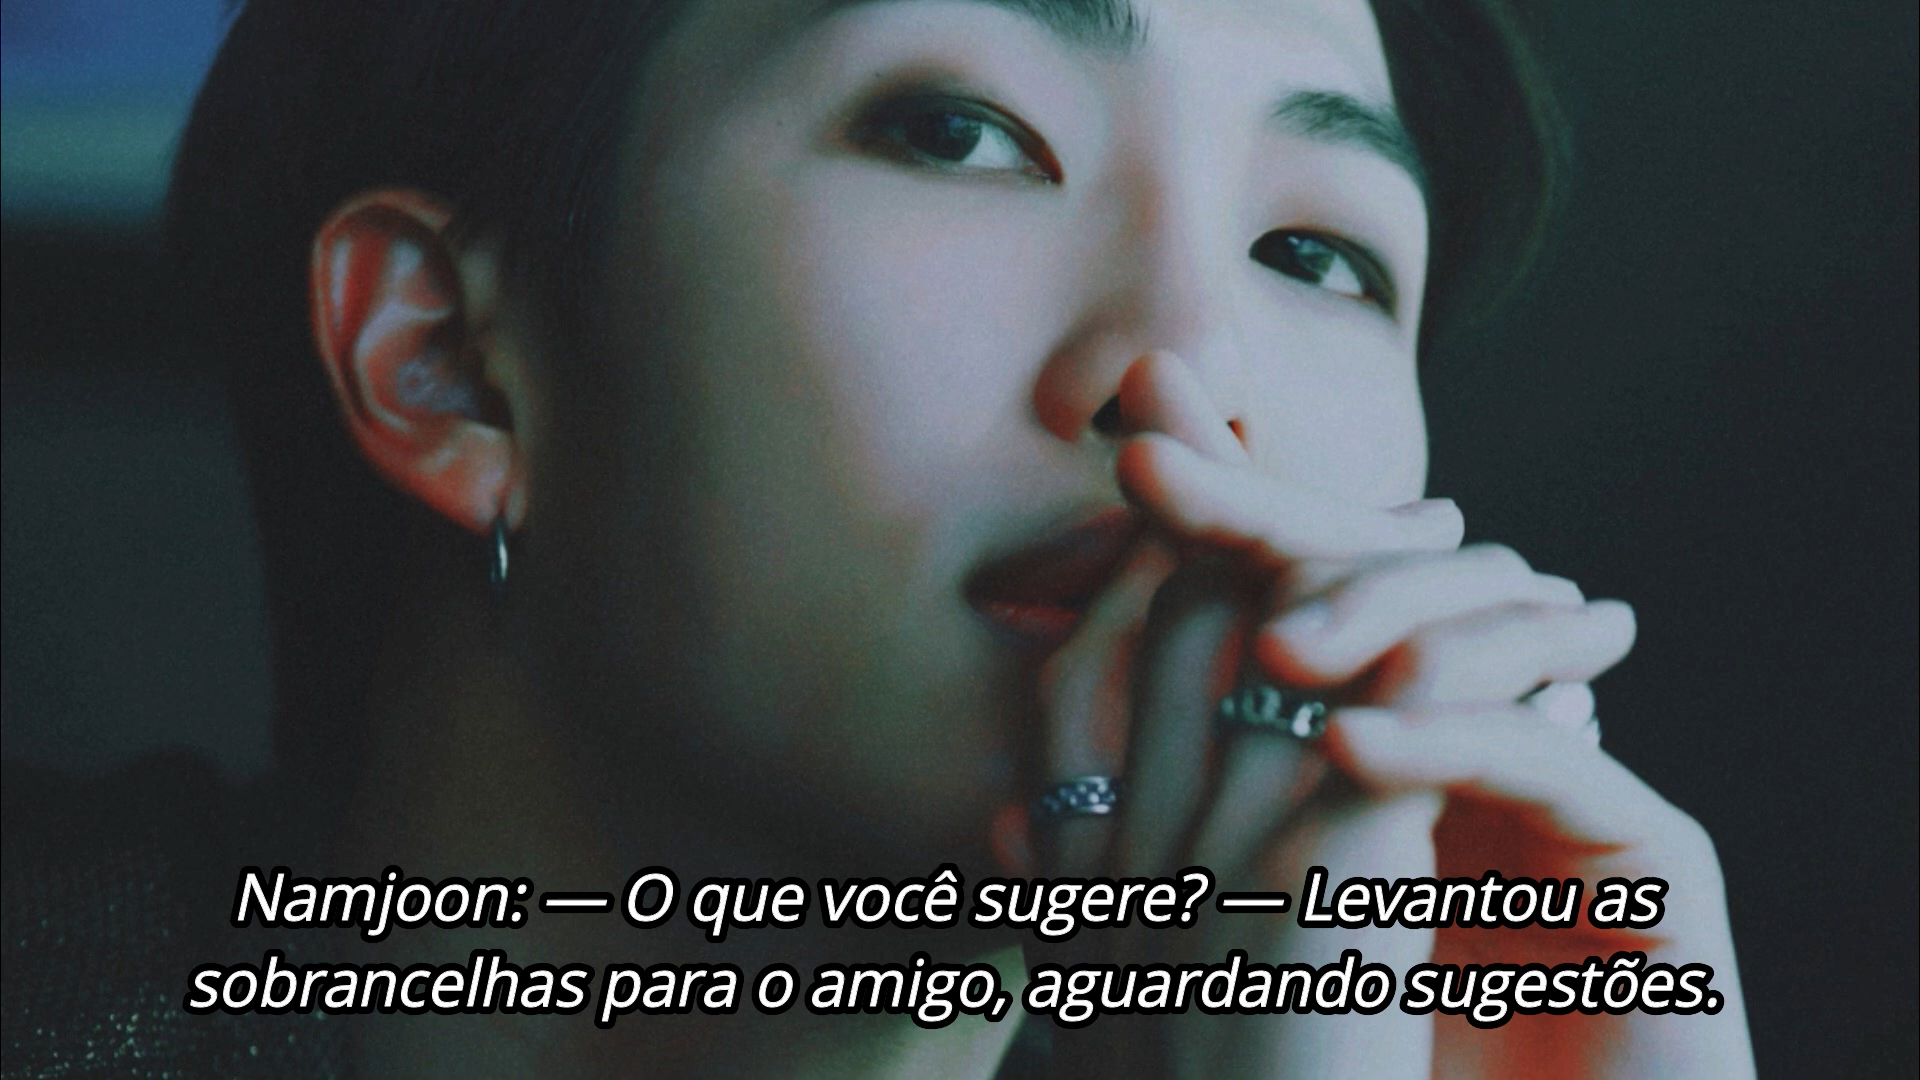 Namjoon: — O que você sugere? — Levantou as
sobrancelhas para o amigo, aguardando sugestões.